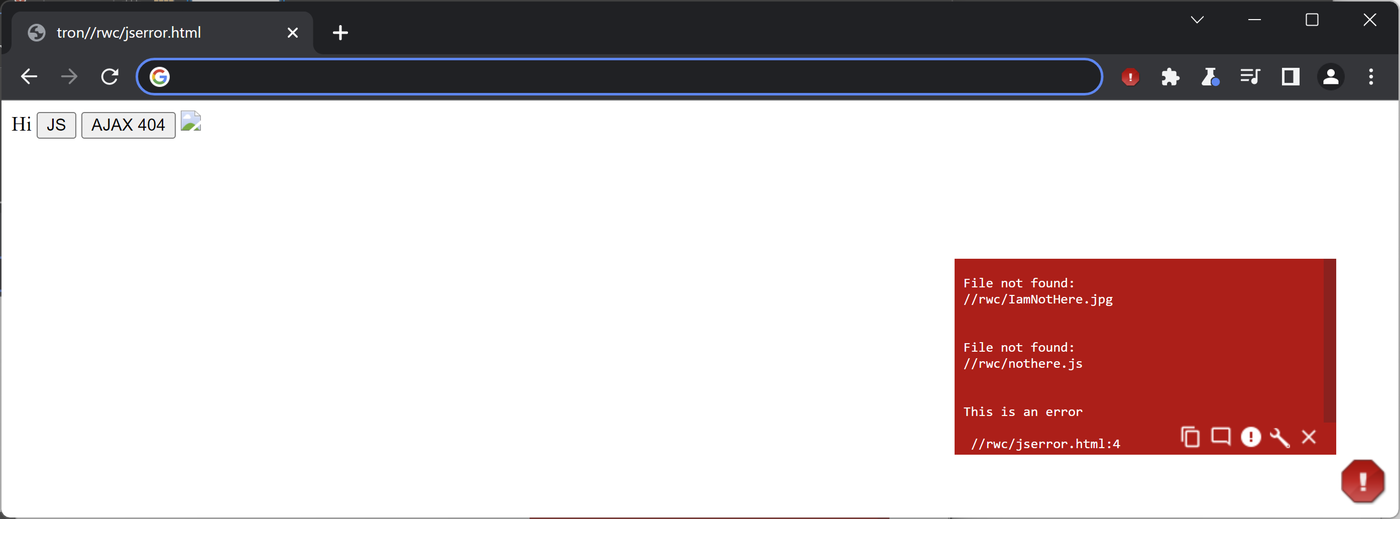 tron//rwc/jserror.html
Hi JS AJAX 404
File not found:
//rwc/IamNotHere.jpg
File not found:
//rwc/nothere.js
This is an error
//rwc/jserror.html:4